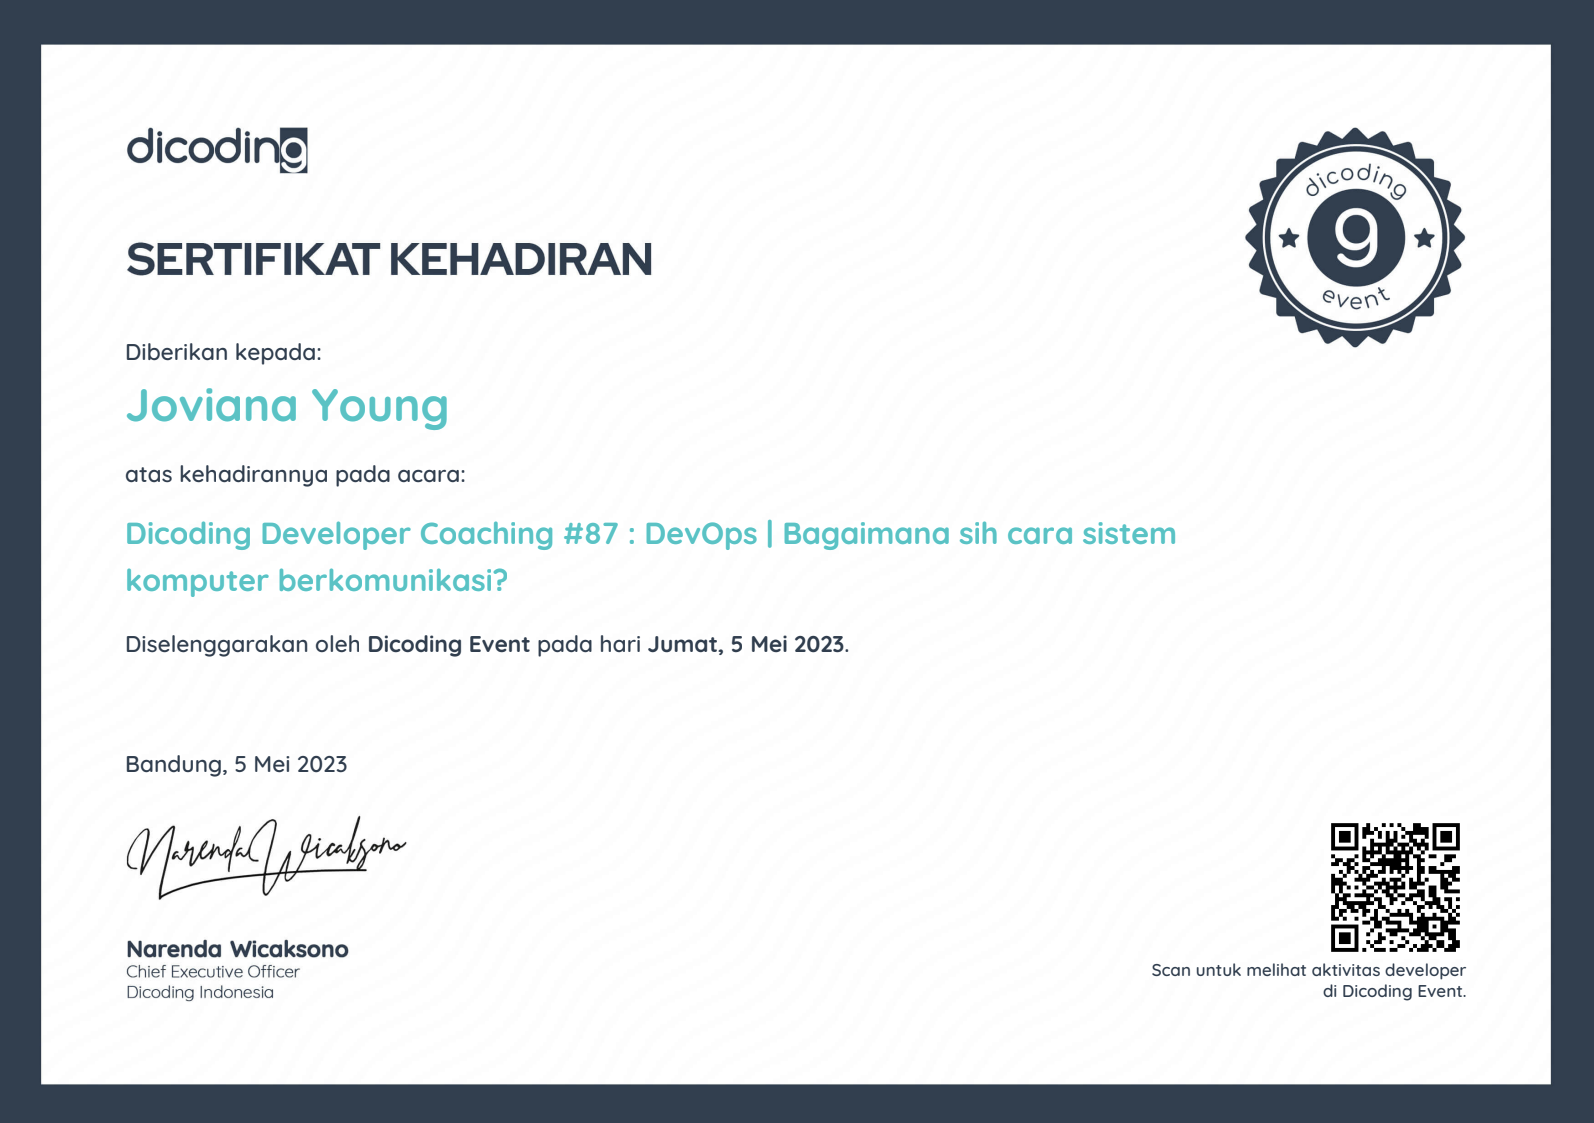 dicoding
dicoding
g
event
SERTIFIKAT KEHADIRAN
Diberikan kepada:
Joviana Young
atas kehadirannya pada acara:
Dicoding Developer Coaching #87 : DevOps | Bagaimana sih cara sistem
komputer berkomunikasi?
Diselenggarakan oleh Dicoding Event pada hari Jumat, 5 Mei 2023.
Bandung, 5 Mei 2023
Narenda Wicaksono
Narenda Wicaksono
Chief Executive Officer
Dicoding Indonesia
Scan untuk melihat aktivitas developer
di Dicoding Event.